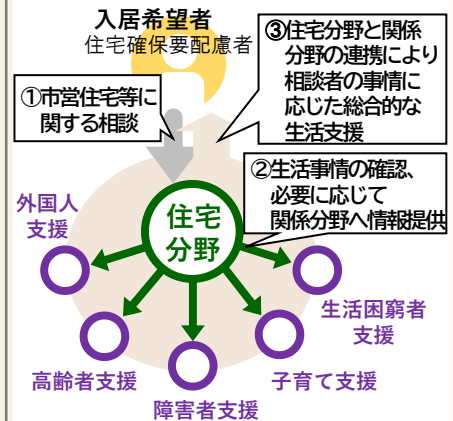 入居希望者
住宅確保要配慮者
①市営住宅等に
関する相談
③住宅分野と関係
分野の連携により
相談者の事情に
応じた総合的な
生活支援
②生活事情の確認、
必要に応じて
関係分野へ情報提供
住宅
分野
外国人
支援
高齢者支援
障害者支援
子育て支援
生活困窮者
支援